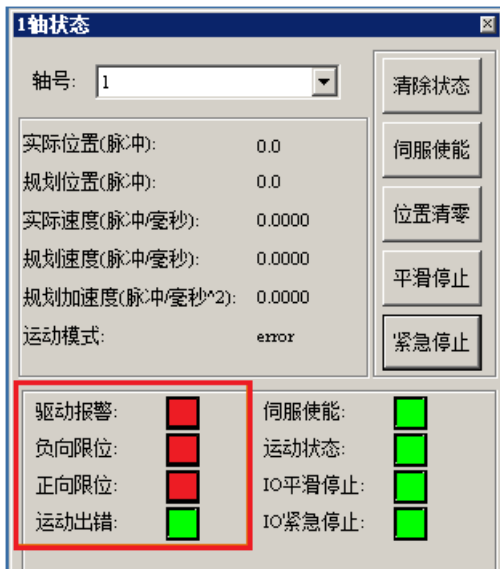 1轴状态
轴号: 1
清除状态
伺服使能
位置清零
平滑停止
紧急停止
实际位置(脉冲): 0.0
规划位置(脉冲): 0.0
实际速度(脉冲/毫秒): 0.0000
规划速度(脉冲/毫秒): 0.0000
规划加速度(脉冲/毫秒^2): 0.0000
运动模式: error
驱动报警: 伺服使能:
负向限位: 运动状态:
正向限位: IO平滑停止:
运动出错: IO紧急停止: